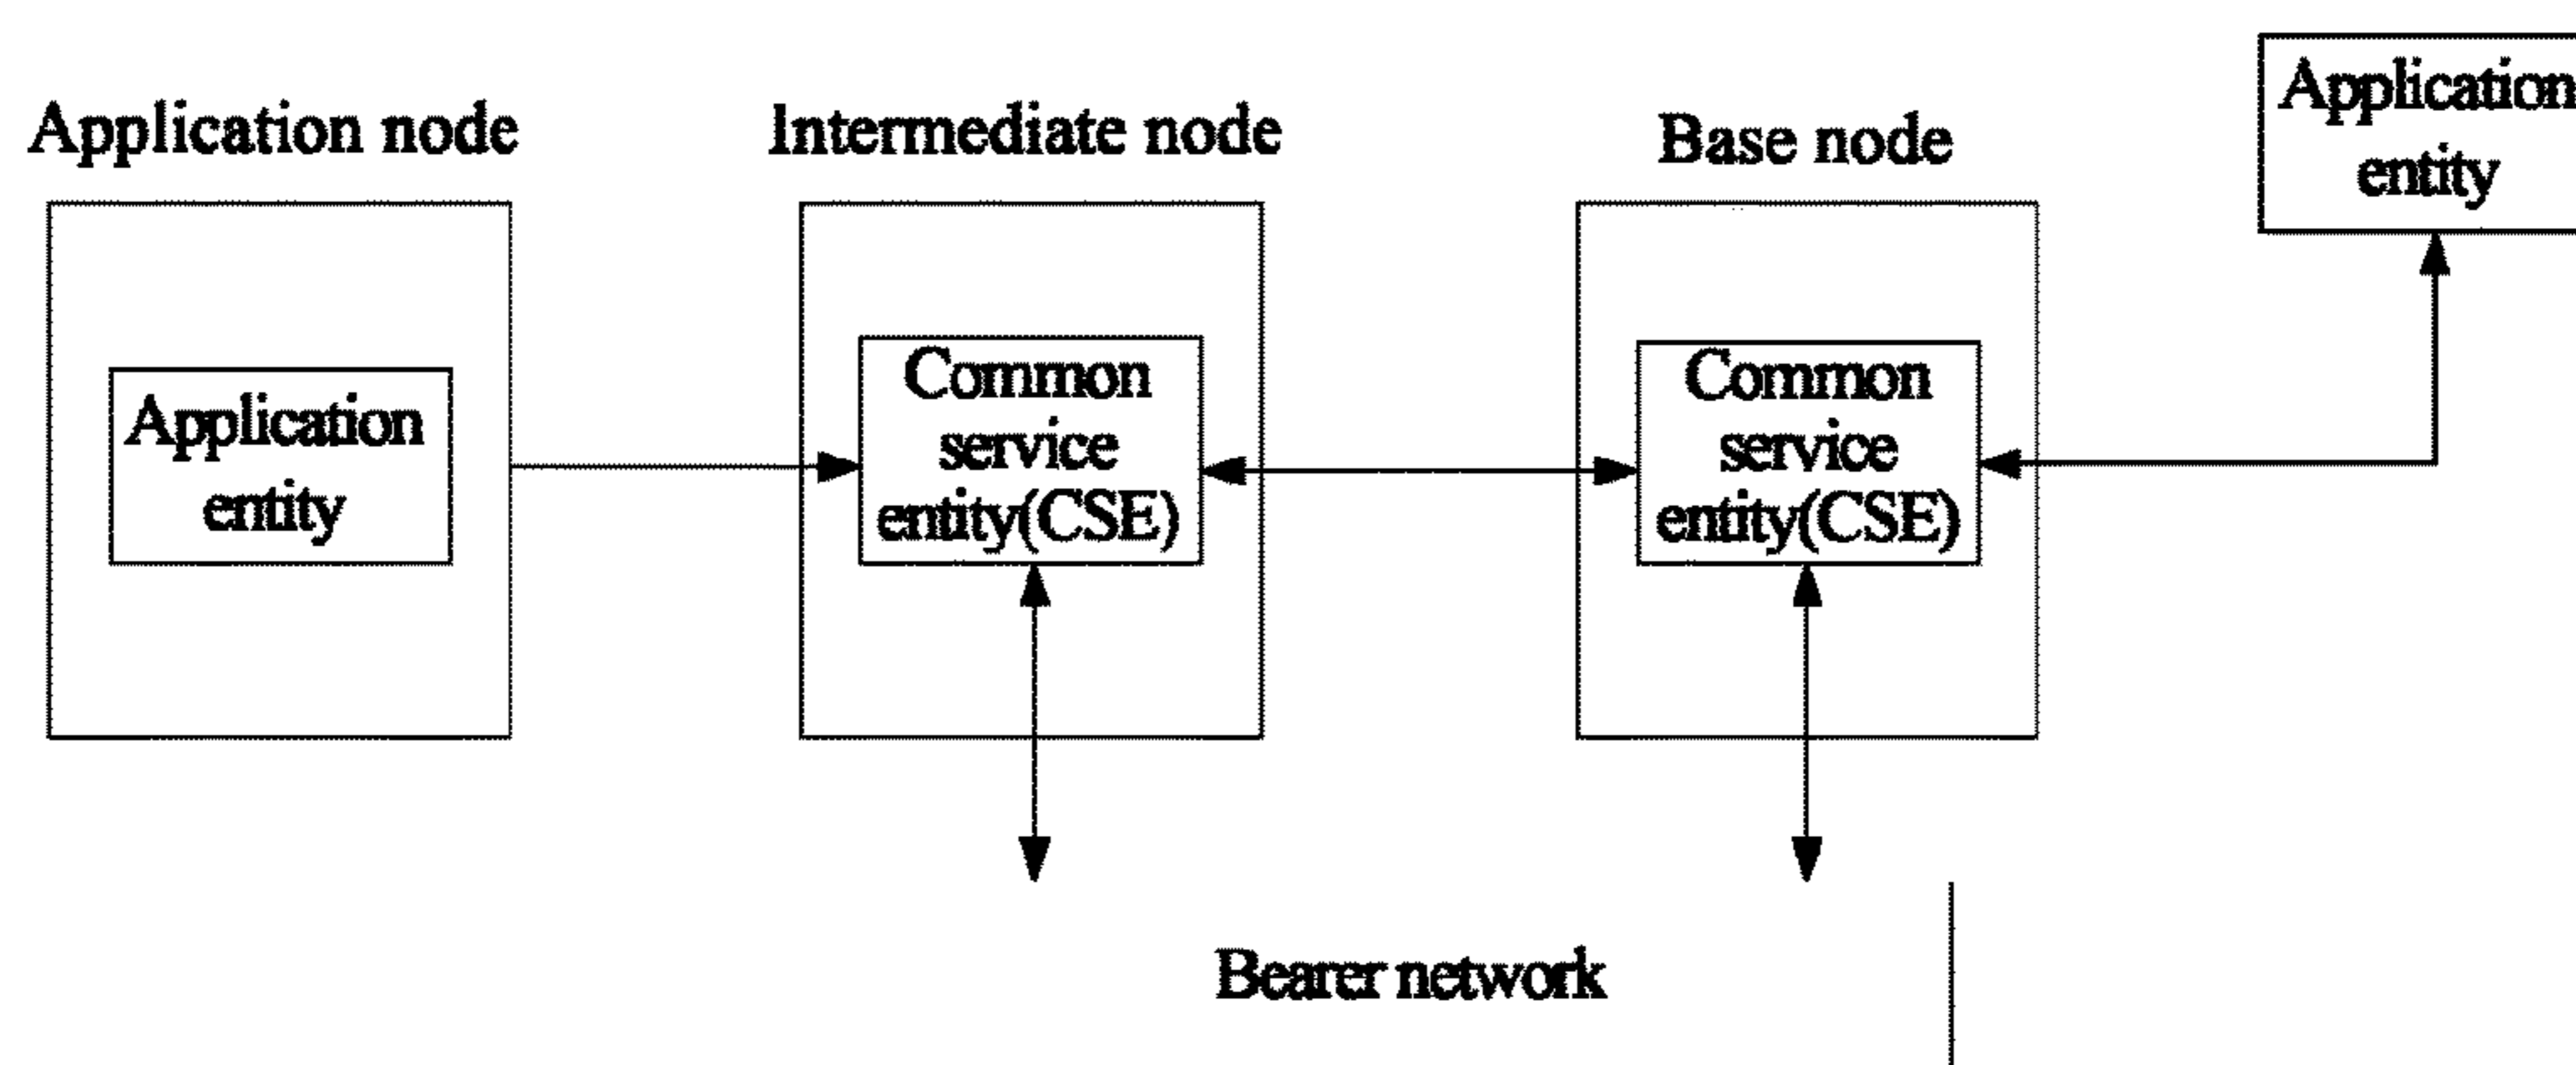 Application node
Intermediate node
Base node
Application
entity
Application
entity
Common
service
entity(CSE)
Common
service
entity(CSE)
Bearer network